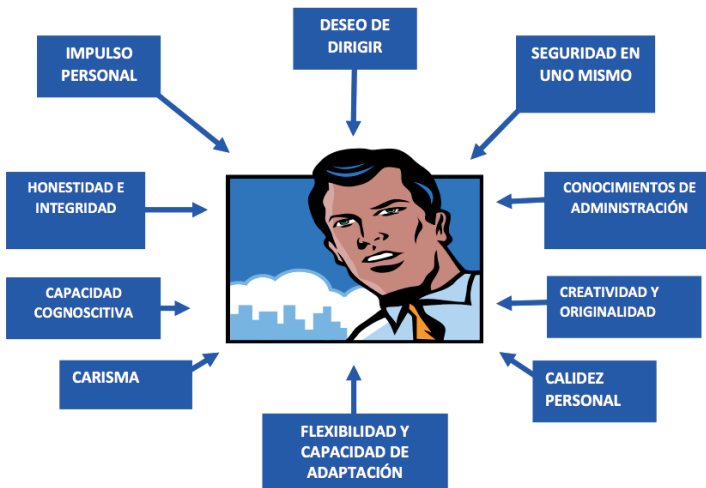 DESEO DE
DIRIGIR
IMPULSO
PERSONAL
SEGURIDAD EN
UNO MISMO
HONESTIDAD E
INTEGRIDAD
CONOCIMIENTOS DE
ADMINISTRACIÓN
CAPACIDAD
COGNOSCITIVA
CREATIVIDAD Y
ORIGINALIDAD
CARISMA
CALIDEZ
PERSONAL
FLEXIBILIDAD Y
CAPACIDAD DE
ADAPTACIÓN